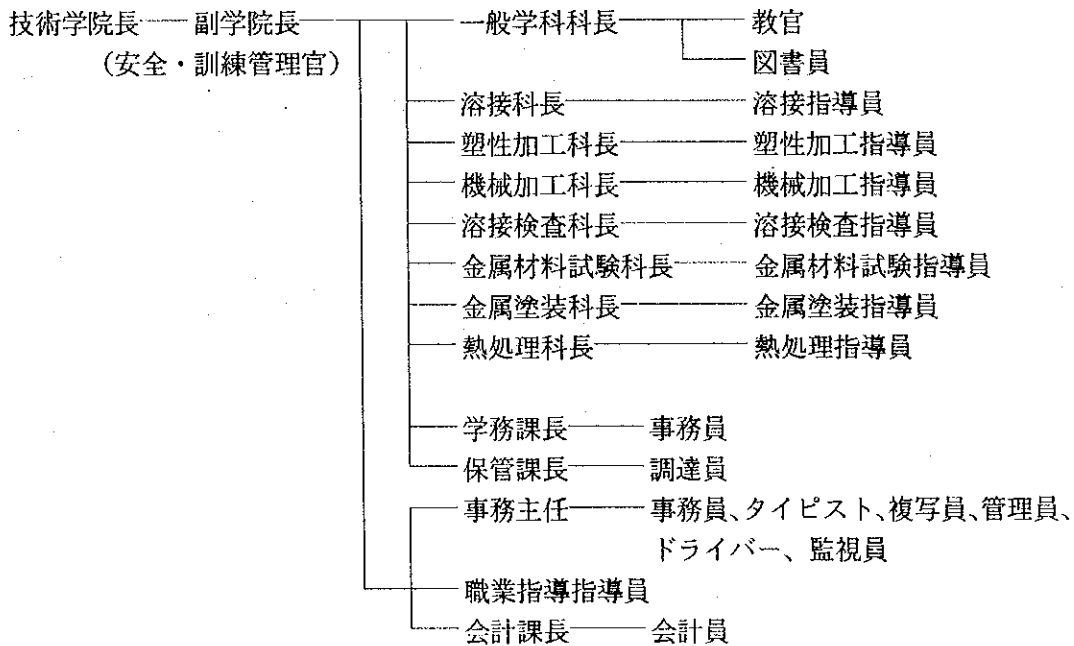 技術学院長 副学院長 一般学科科長 教官
（安全・訓練管理官） 図書員
溶接科長 溶接指導員
塑性加工科長 塑性加工指導員
機械加工科長 機械加工指導員
溶接検査科長 溶接検査指導員
金属材料試験科長 金属材料試験指導員
金属塗装科長 金属塗装指導員
熱処理科長 熱処理指導員
学務課長 事務員
保管課長 調達員
事務主任 事務員、タイピスト、複写員、管理員、
ドライバー、監視員
職業指導指導員
会計課長 会計員